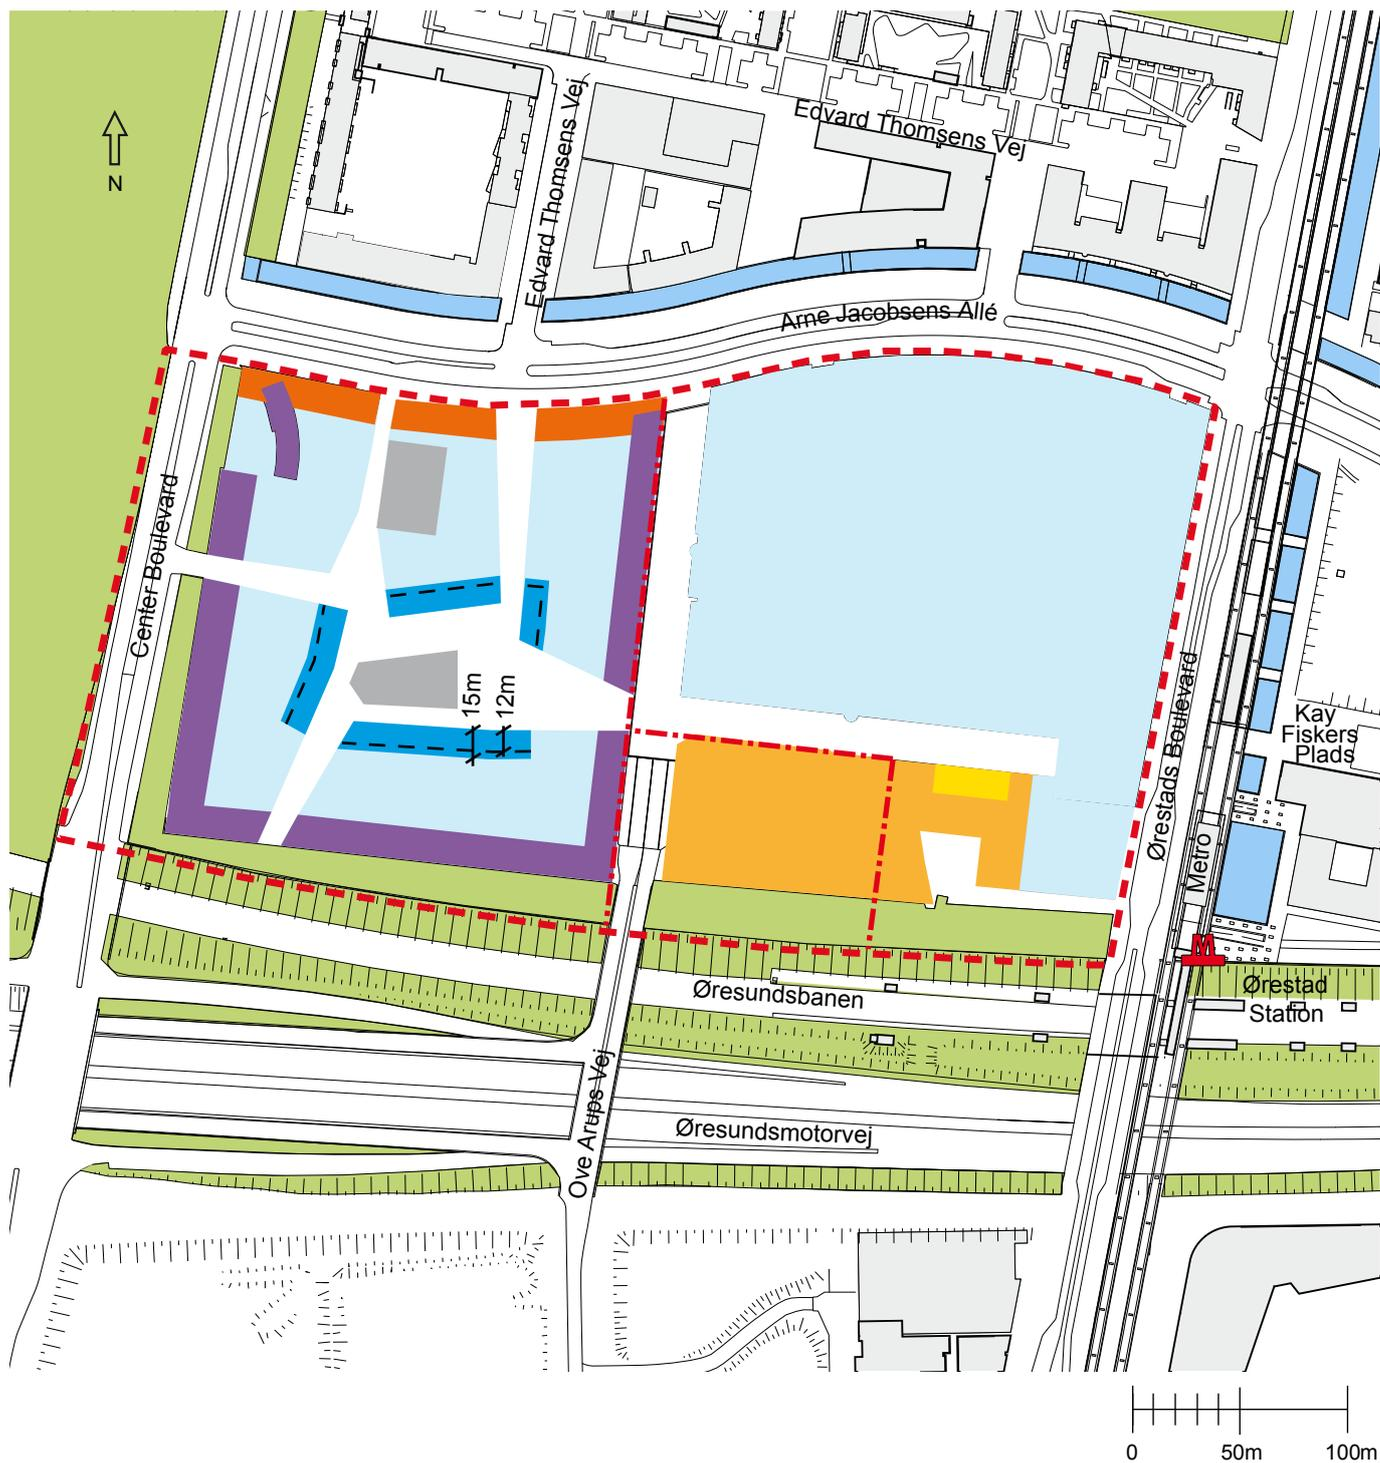 Edvard Thomsens Vej
Edvard Thomsens Vej
N
Arne Jacobsens Allé
Center Boulevard
15m
12m
Ørestads Boulevard
Kay
Fiskers
Plads
Metro
M
Øresundsbanen
Ørestad
Station
Ove Arups Vej
Øresundsmotorvej
0
50m
100m